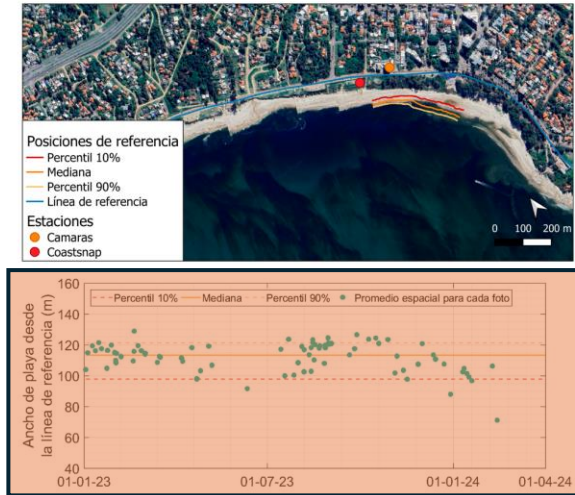 Posiciones de referencia
Percentil 10%
Mediana
Percentil 90%
Línea de referencia
Estaciones
Camaras
Coastsnap
0 100 200 m
Percentil 10% Mediana Percentil 90% Promedio espacial para cada foto
Ancho de playa desde
la línea de referencia (m)
160
140
120
100
80
60
40
01-01-23 01-07-23 01-01-24 01-04-24